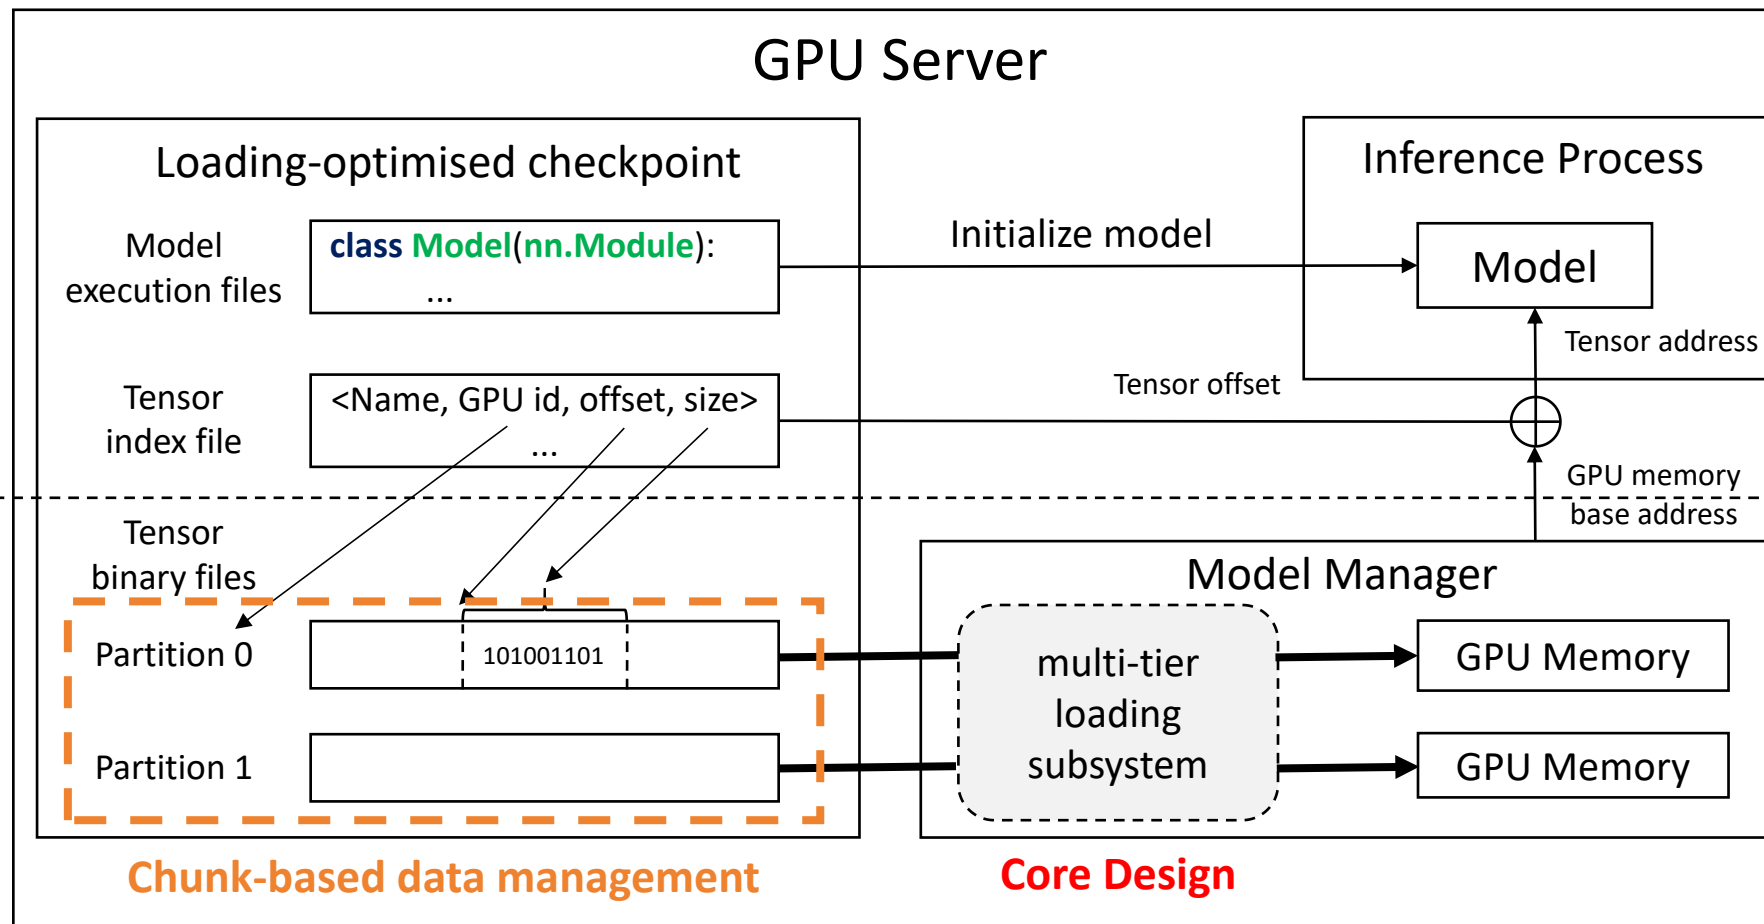 GPU Server
Loading-optimised checkpoint
Model
execution files
class Model(nn.Module):
...
Initialize model
Inference Process
Model
Tensor address
Tensor
index file
<Name, GPU id, offset, size>
...
Tensor offset
GPU memory
base address
Tensor
binary files
Partition 0
101001101
Partition 1
Model Manager
multi-tier
loading
subsystem
GPU Memory
GPU Memory
Chunk-based data management
Core Design